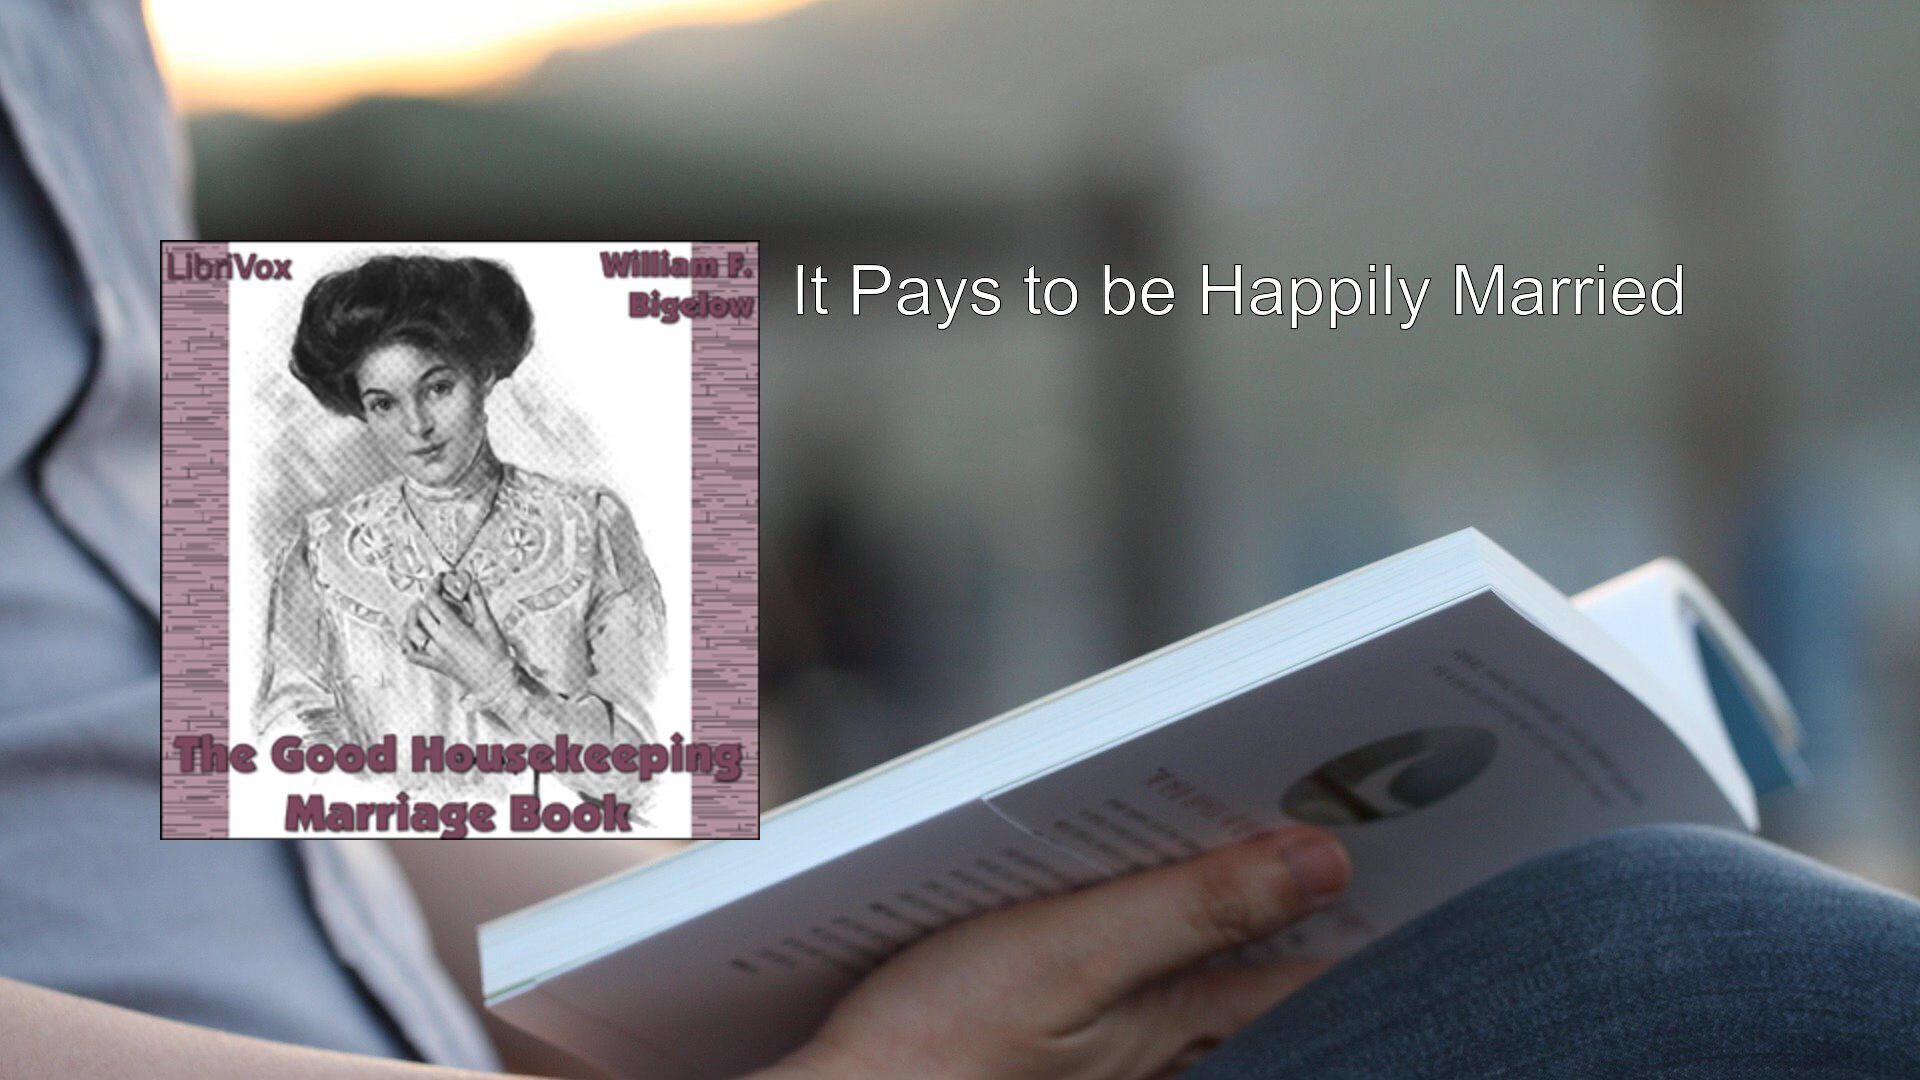 LibriVox
William F.
Bigelow
It Pays to be Happily Married
The Good Housekeeping
Marriage Book